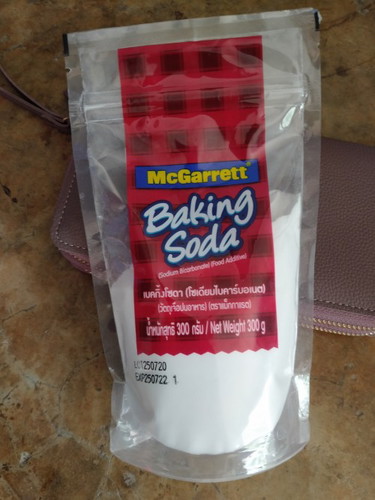 McGarrett
Baking
Soda
(Sodium Bicarbonate) (Food Additive)
เบคกิ้งโซดา (โซเดียมไบคาร์บอเนต)
(วัตถุเจือปนอาหาร) (ตราแม็กกาแรต)
น้ำหนักสุทธิ 300 กรัม / Net Weight 300 g
250720
EXP250722 1